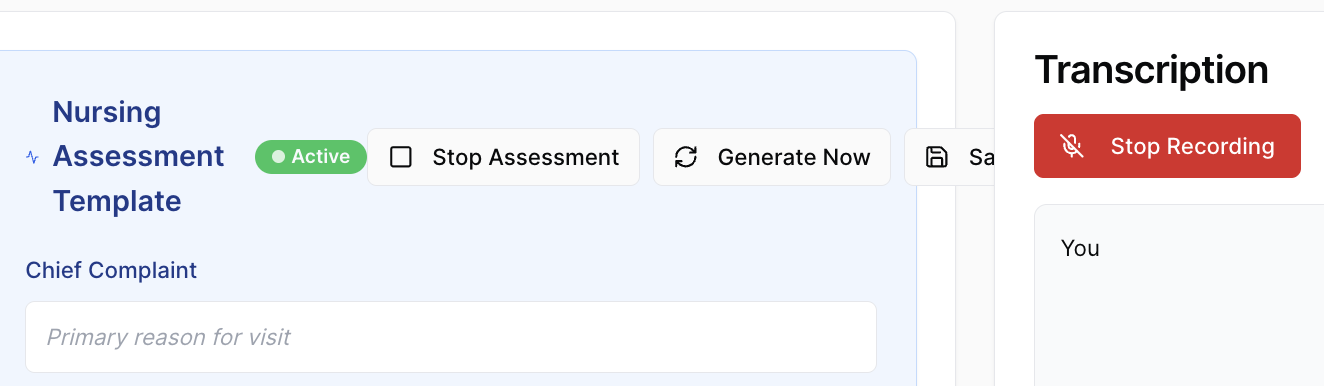 Nursing
Assessment
Template
Active
Stop Assessment
Generate Now
Sa
Chief Complaint
Primary reason for visit
Transcription
Stop Recording
You